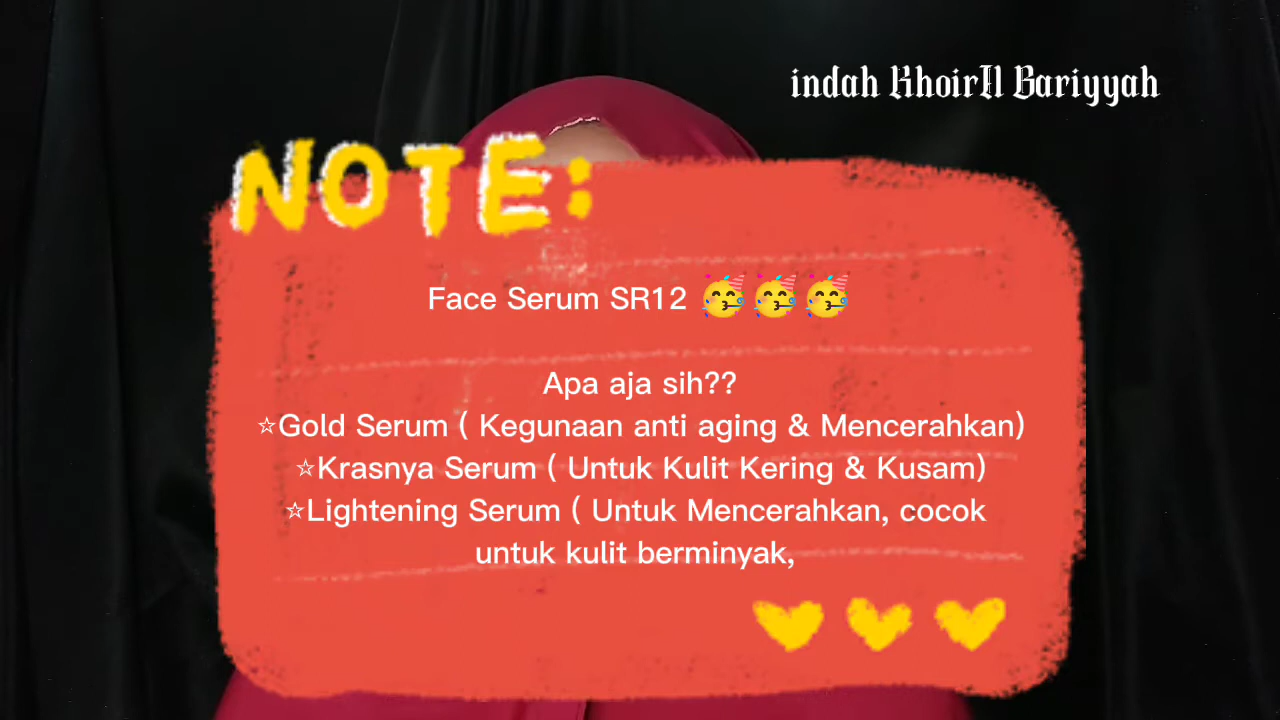 indah KhoirII Bariyyah
NOTE:
Face Serum SR12 🥳🥳🥳
Apa aja sih??
☆Gold Serum ( Kegunaan anti aging & Mencerahkan)
☆Krasnya Serum ( Untuk Kulit Kering & Kusam)
☆Lightening Serum ( Untuk Mencerahkan, cocok
untuk kulit berminyak,